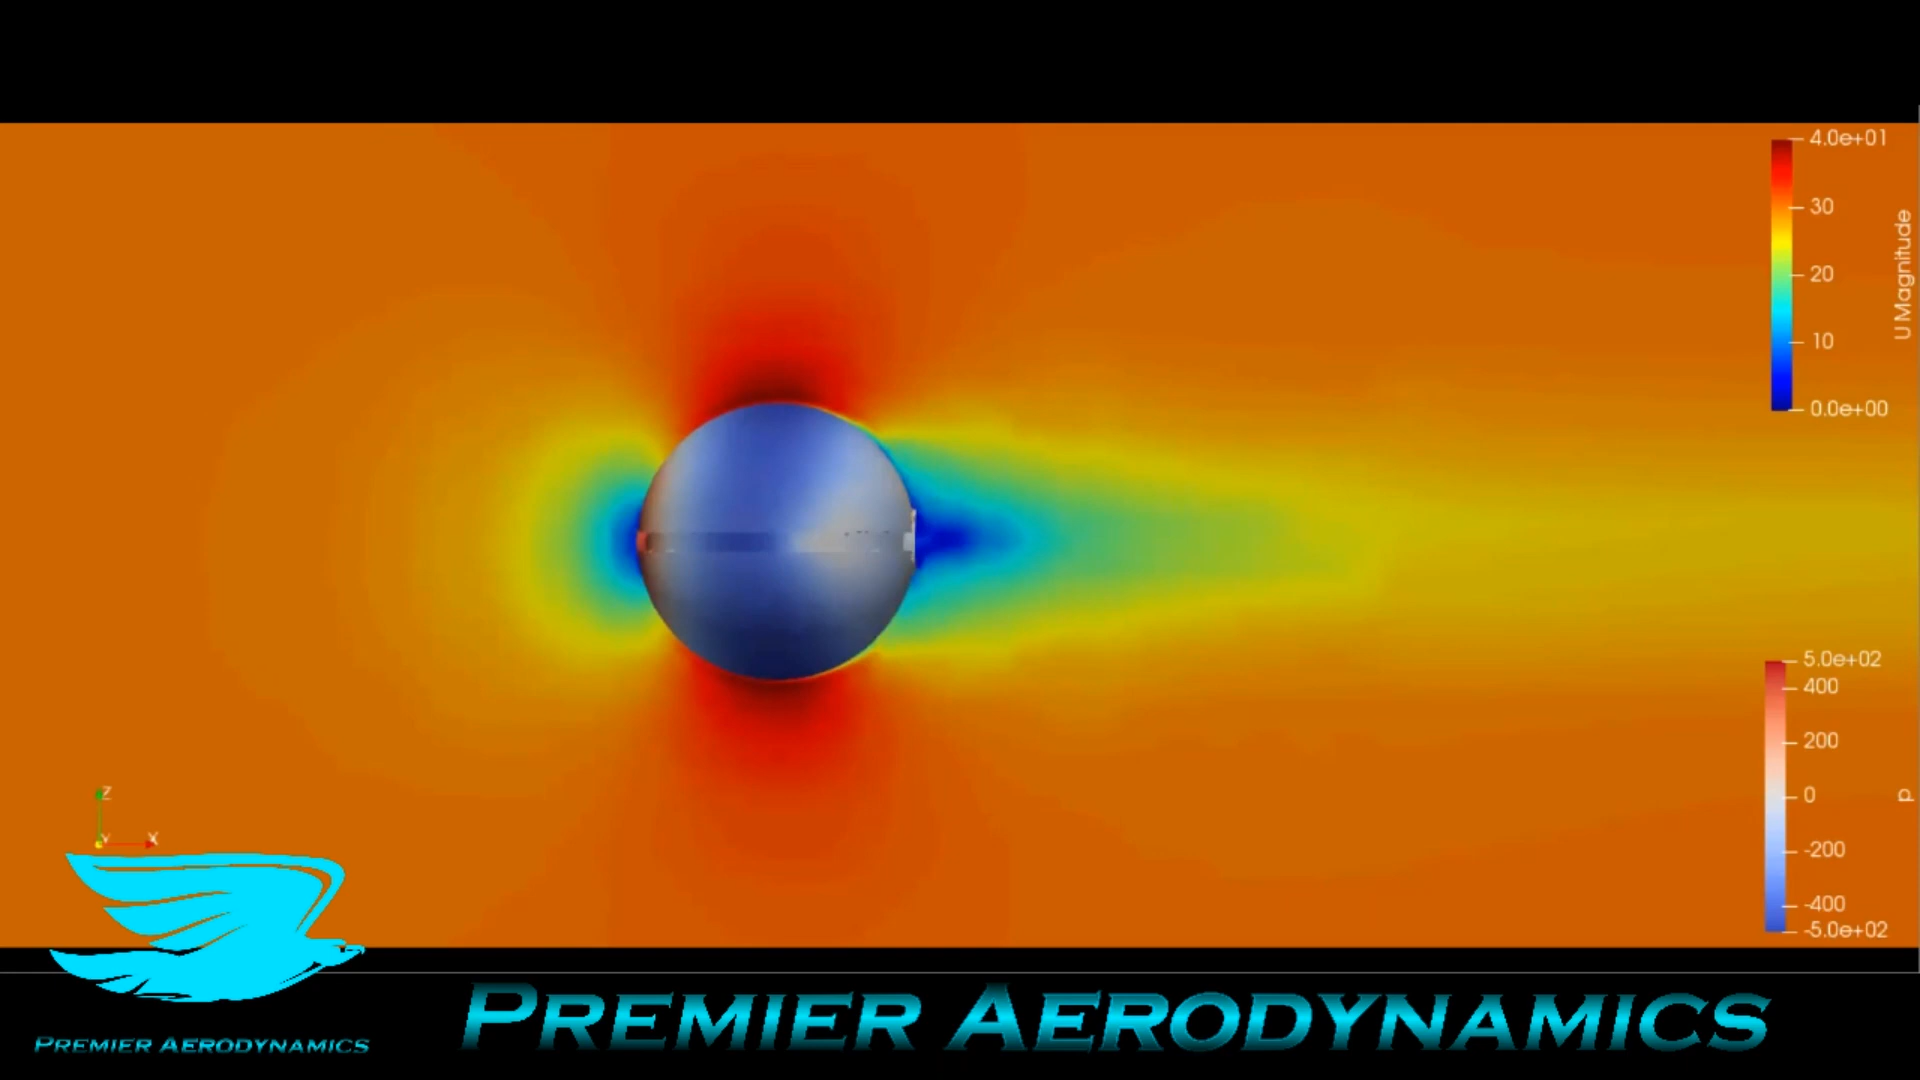 4.0e+01
30
20
10
0.0e+00
U Magnitude
5.0e+02
400
200
0
-200
-400
-5.0e+02
p
Z
Y
X
PREMIER AERODYNAMICS
PREMIER AERODYNAMICS